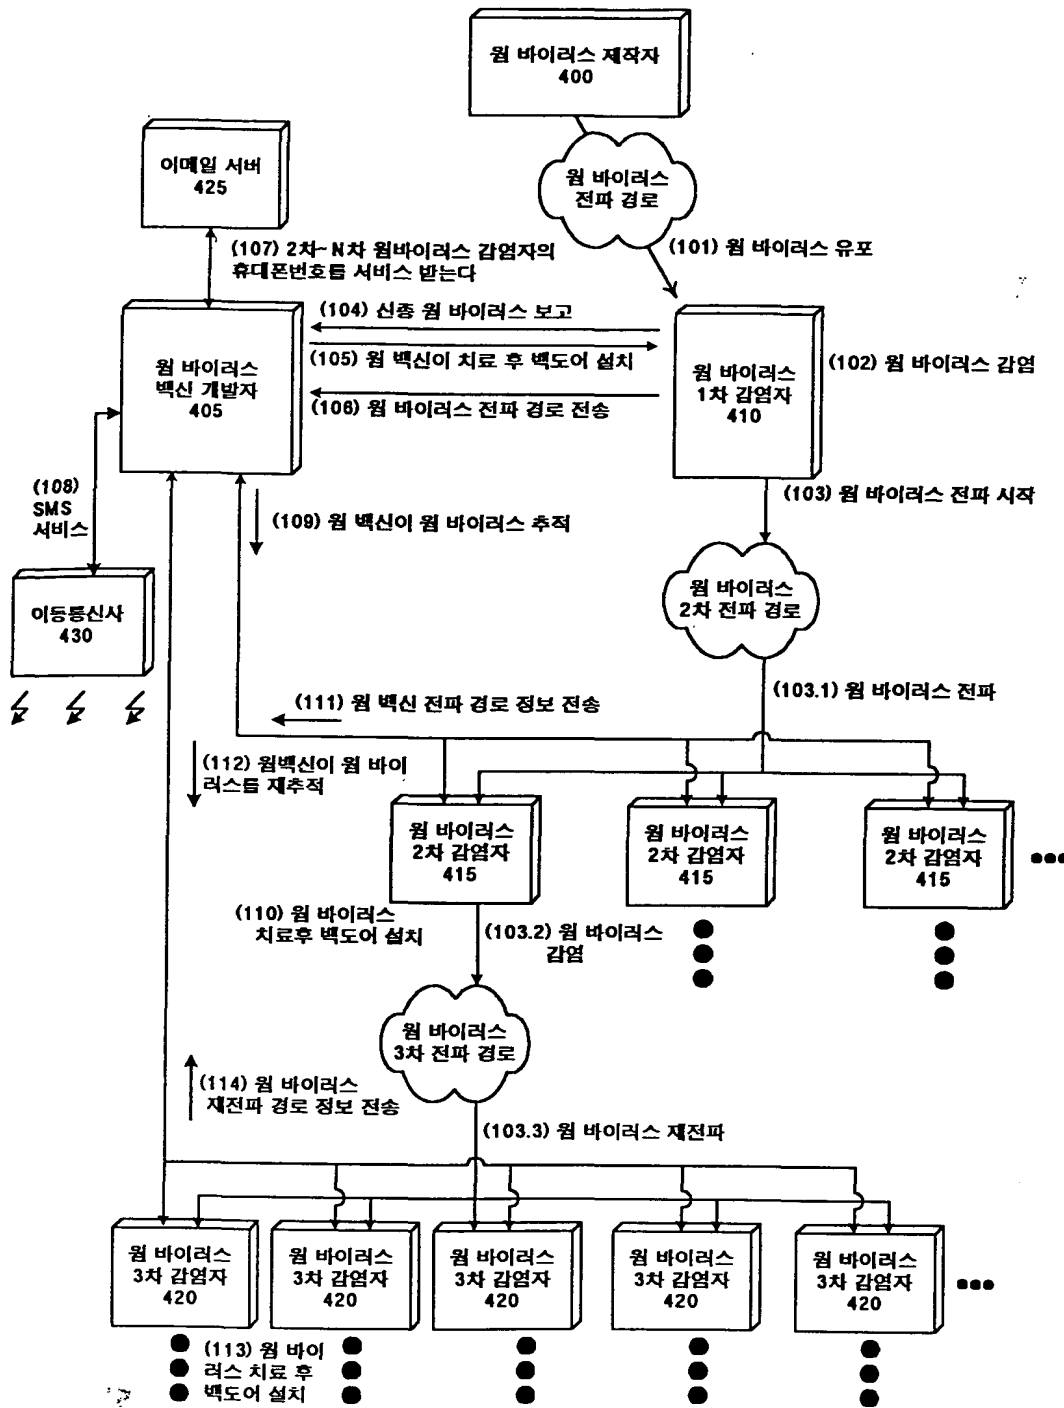 웜 바이러스 제작자
400
이메일 서버
425
웜 바이러스
전파 경로
(101) 웜 바이러스 유포
(107) 2차~N차 웜바이러스 감염자의
휴대폰번호를 서비스 받는다
(104) 신종 웜 바이러스 보고
(105) 웜 백신이 치료 후 백도어 설치
(106) 웜 바이러스 전파 경로 전송
웜 바이러스
백신 개발자
405
웜 바이러스
1차 감염자
410
(102) 웜 바이러스 감염
(103) 웜 바이러스 전파 시작
(108)
SMS
서비스
(109) 웜 백신이 웜 바이러스 추적
이동통신사
430
웜 바이러스
2차 전파 경로
(103.1) 웜 바이러스 전파
(111) 웜 백신 전파 경로 정보 전송
(112) 웜백신이 웜 바이
러스를 재추적
웜 바이러스
2차 감염자
415
웜 바이러스
2차 감염자
415
웜 바이러스
2차 감염자
415
(110) 웜 바이러스
치료후 백도어 설치
(103.2) 웜 바이러스
감염
웜 바이러스
3차 전파 경로
(114) 웜 바이러스
재전파 경로 정보 전송
(103.3) 웜 바이러스 재전파
웜 바이러스
3차 감염자
420
웜 바이러스
3차 감염자
420
웜 바이러스
3차 감염자
420
웜 바이러스
3차 감염자
420
웜 바이러스
3차 감염자
420
(113) 웜 바이
러스 치료 후
백도어 설치